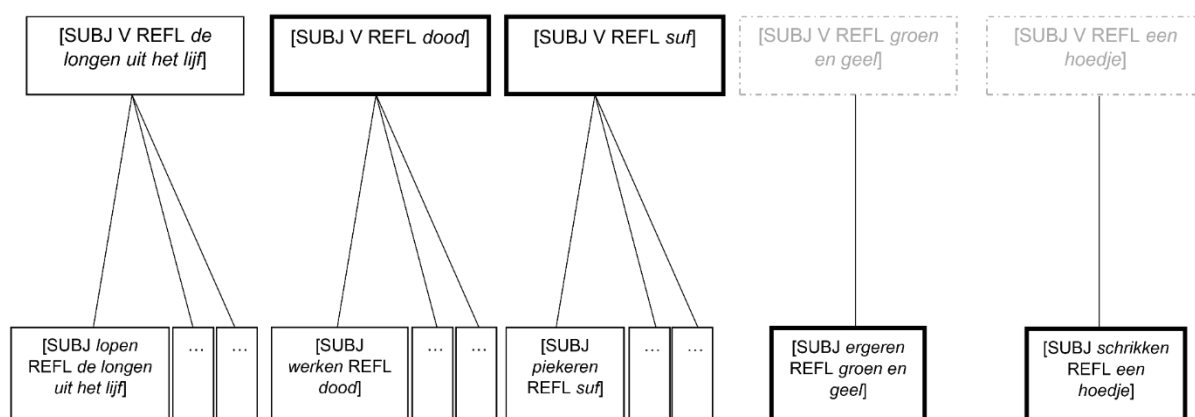 [SUBJ V REFL de
longen uit het lijf]
[SUBJ V REFL dood]
[SUBJ V REFL suf]
[SUBJ V REFL groen
en geel]
[SUBJ V REFL een
hoedje]
[SUBJ lopen
REFL de longen
uit het lijf]
…
…
[SUBJ
werken REFL
dood]
…
…
[SUBJ
piekeren
REFL suf]
…
…
[SUBJ ergeren
REFL groen en
geel]
[SUBJ schrikken
REFL een
hoedje]